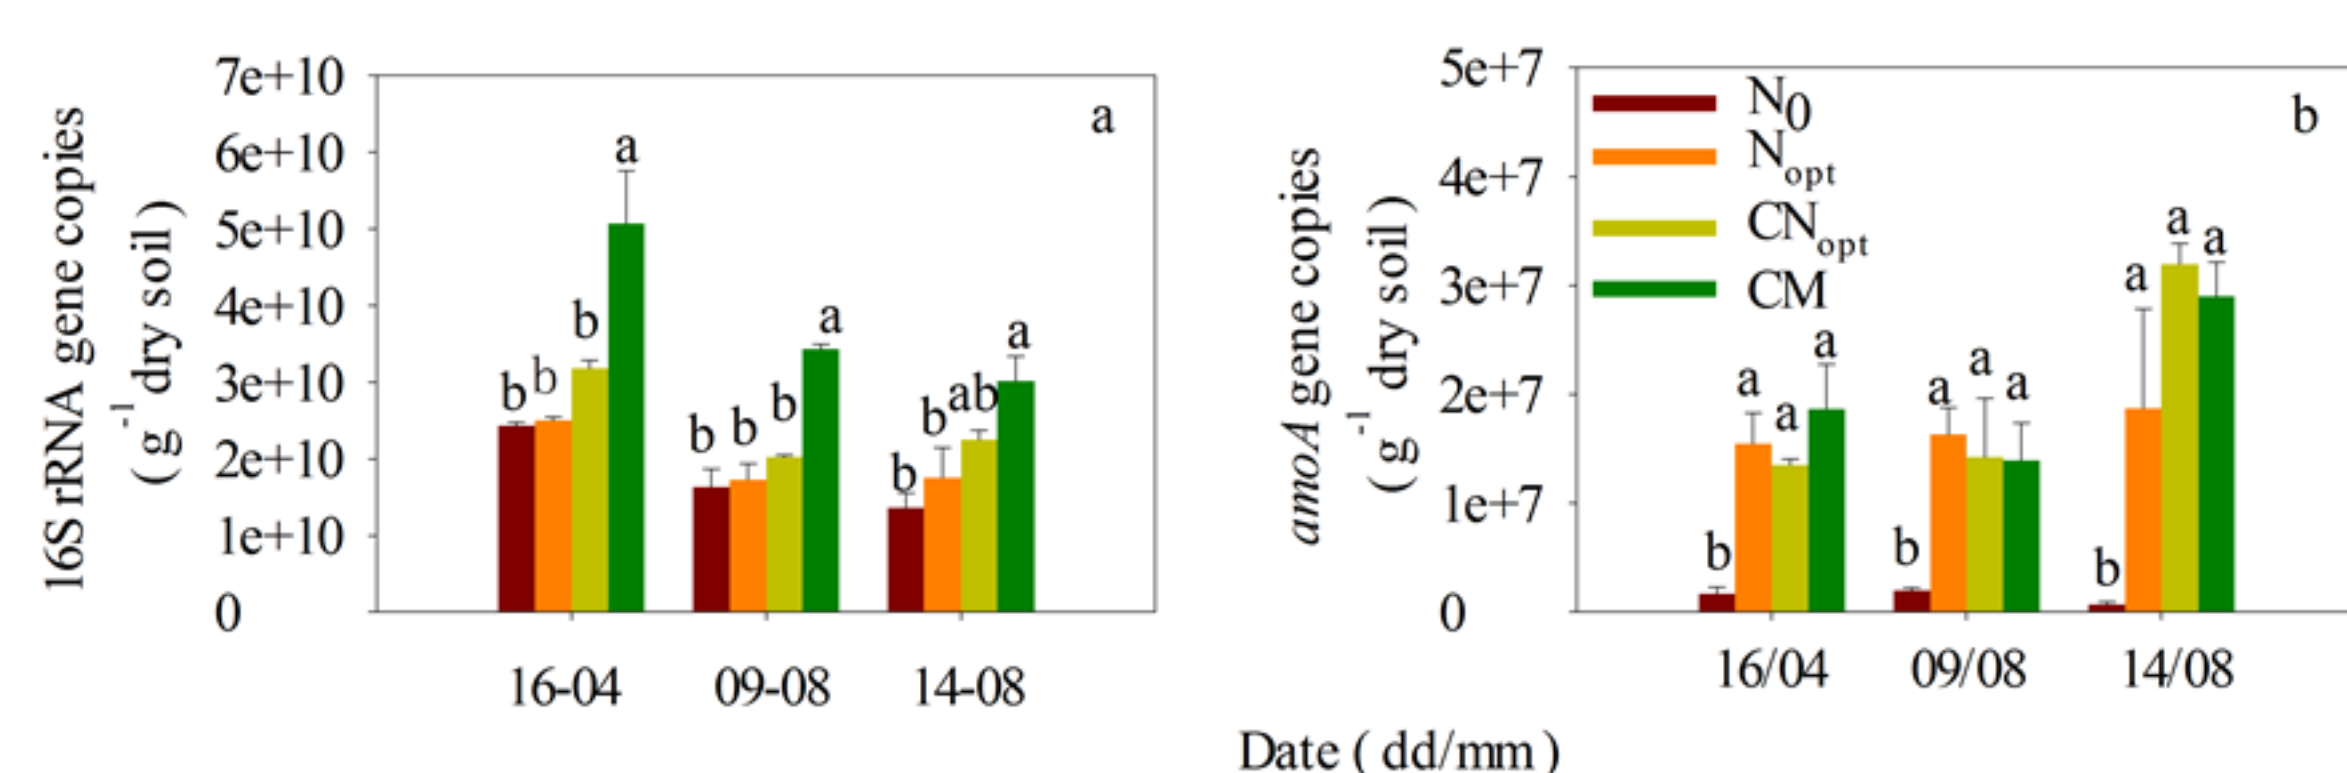 16S rRNA gene copies
( g-1 dry soil )
7e+10
6e+10
5e+10
4e+10
3e+10
2e+10
1e+10
0
a
b
b
b
a
b
b
b
a
b
b
ab
a
16-04
09-08
14-08
amoA gene copies
( g-1 dry soil )
5e+7
4e+7
3e+7
2e+7
1e+7
0
N0
Nopt
CNopt
CM
b
b
a
a
a
b
a
a
a
b
a
a
a
16/04
09/08
14/08
Date ( dd/mm )